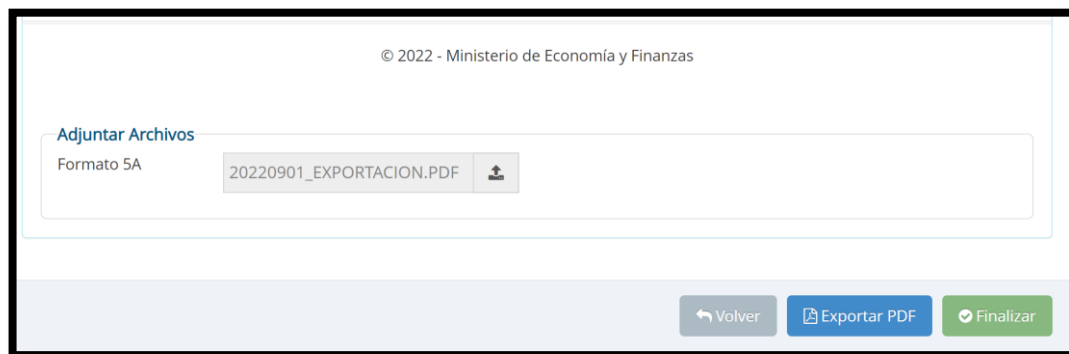 © 2022 - Ministerio de Economía y Finanzas
Adjuntar Archivos
Formato 5A
20220901_EXPORTACION.PDF
Volver
Exportar PDF
Finalizar